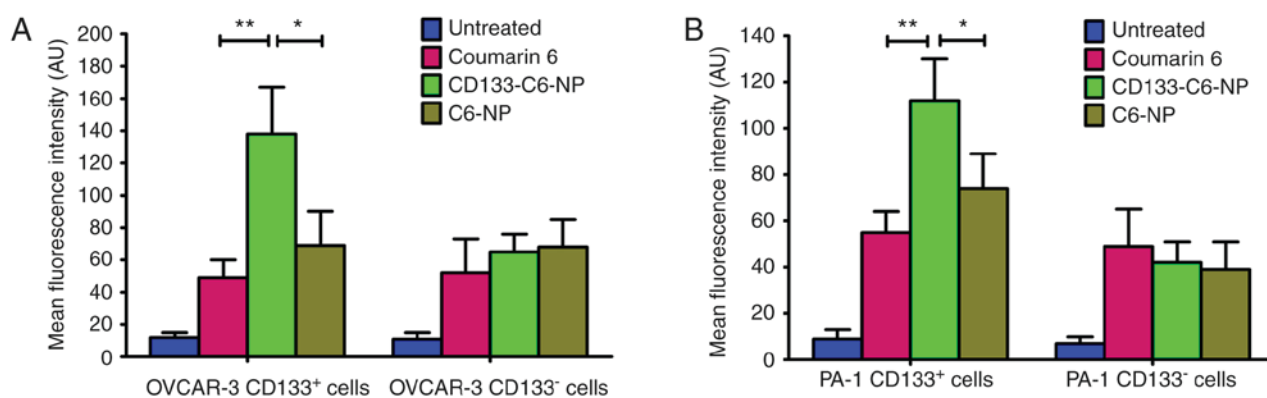 A
Mean fluorescence intensity (AU)
200
180
160
140
120
100
80
60
40
20
0
** *
Untreated
Coumarin 6
CD133-C6-NP
C6-NP
OVCAR-3 CD133⁺ cells
OVCAR-3 CD133⁻ cells
B
Mean fluorescence intensity (AU)
140
120
100
80
60
40
20
0
** *
Untreated
Coumarin 6
CD133-C6-NP
C6-NP
PA-1 CD133⁺ cells
PA-1 CD133⁻ cells